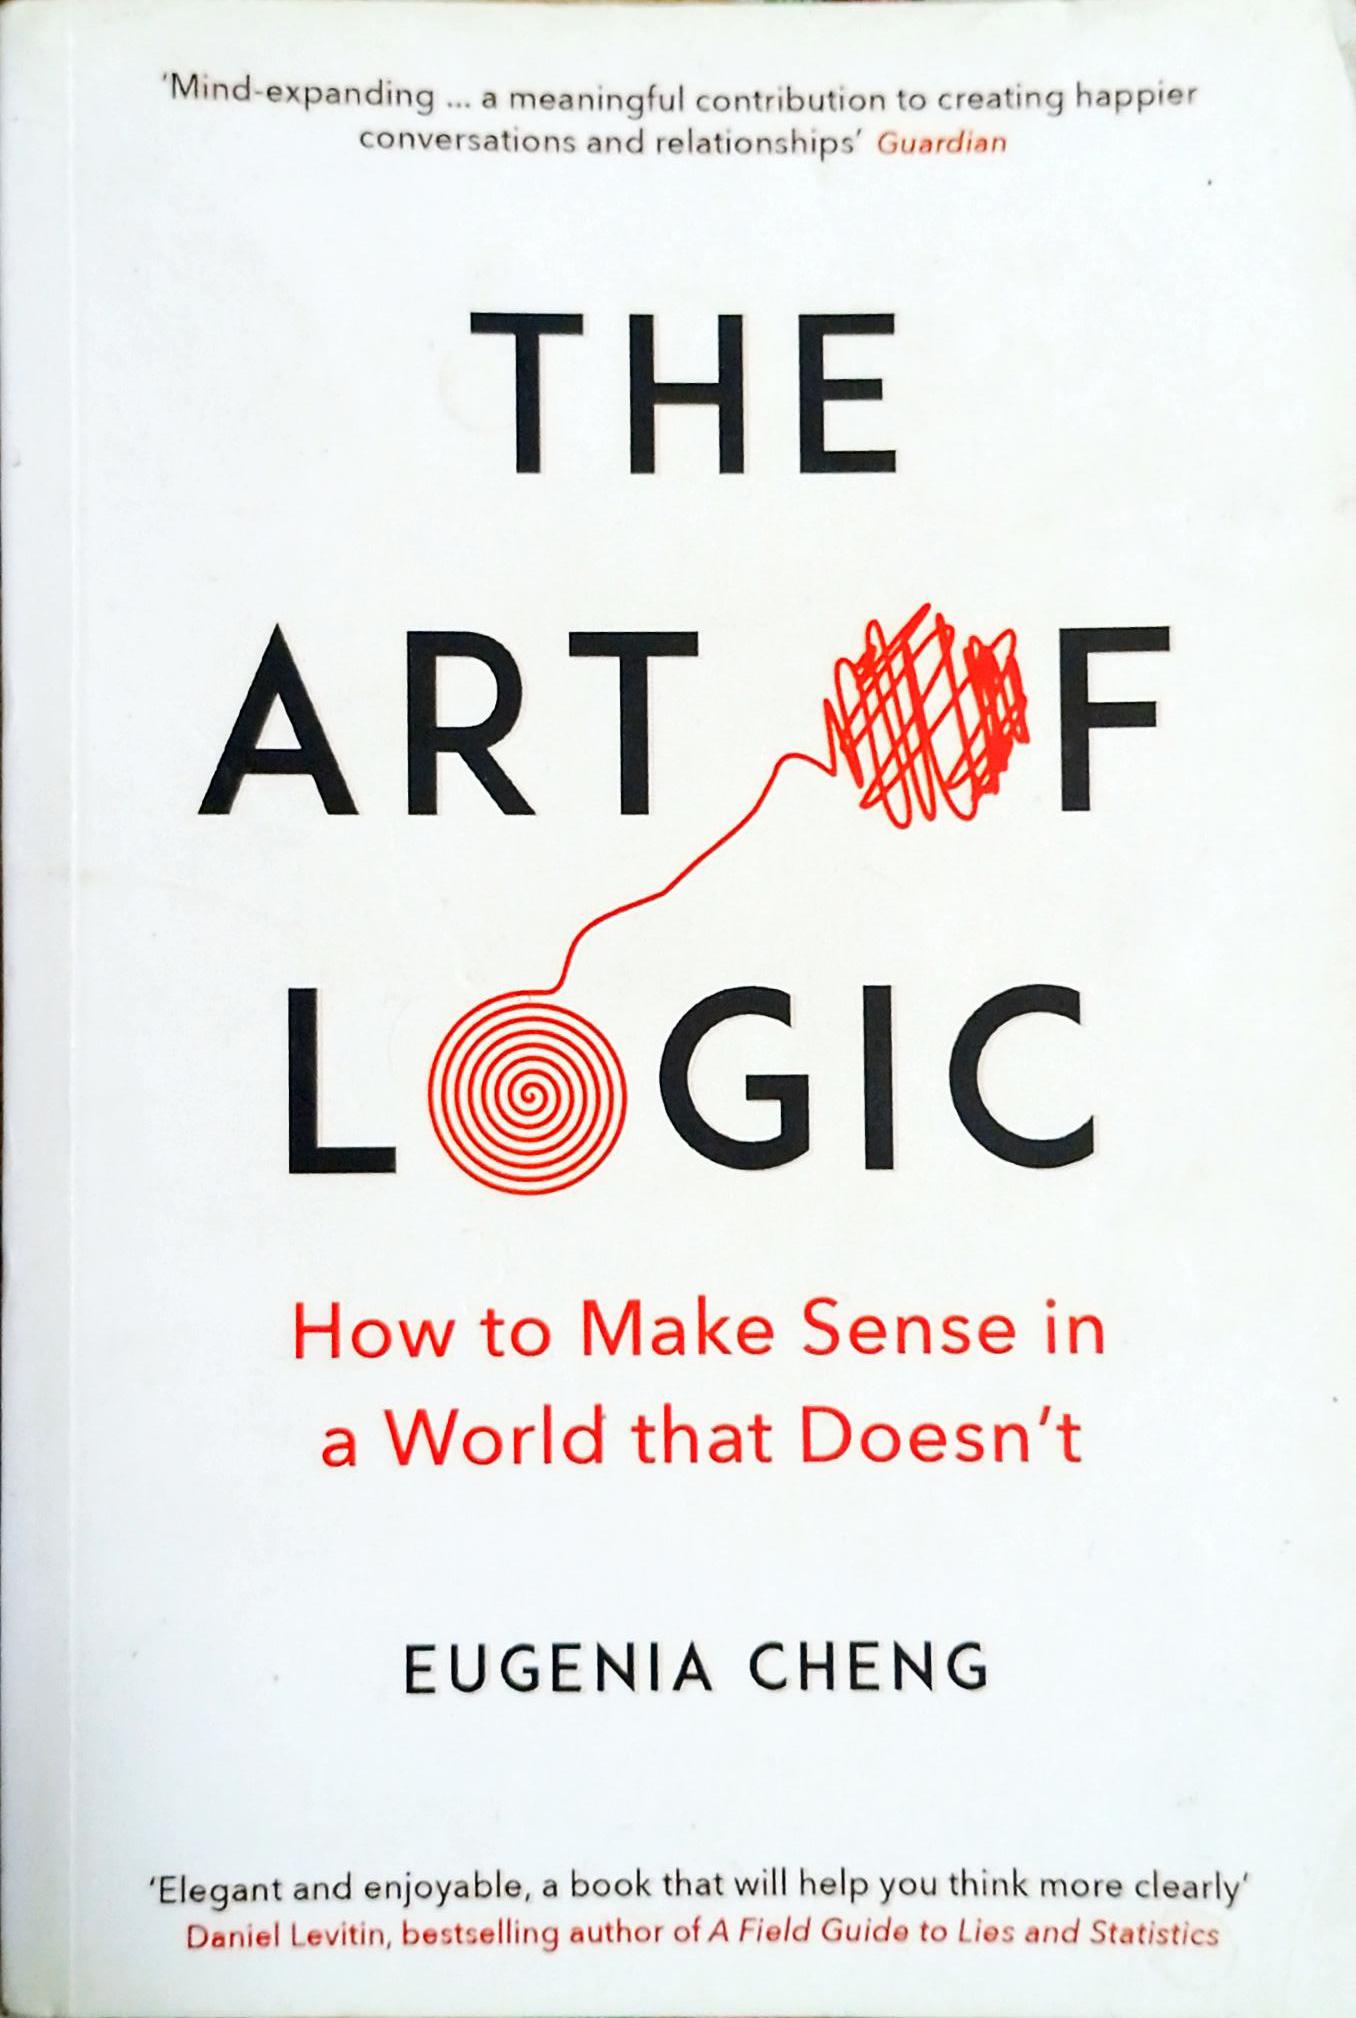 'Mind-expanding ... a meaningful contribution to creating happier
conversations and relationships' Guardian
THE
ART OF
LOGIC
How to Make Sense in
a World that Doesn't
EUGENIA CHENG
'Elegant and enjoyable, a book that will help you think more clearly'
Daniel Levitin, bestselling author of A Field Guide to Lies and Statistics